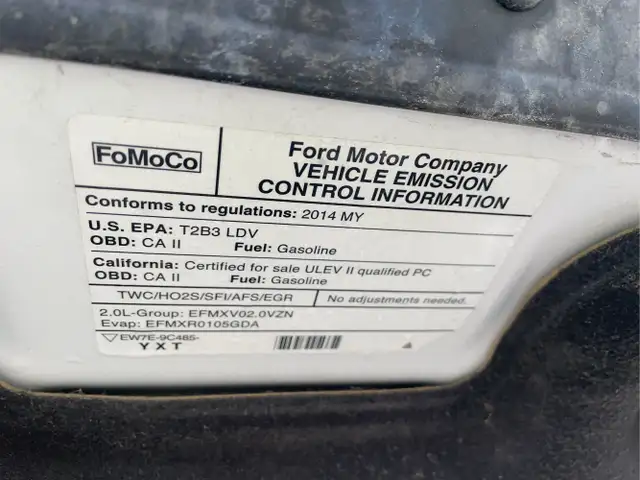 FoMoCo
Ford Motor Company
VEHICLE EMISSION
CONTROL INFORMATION
Conforms to regulations: 2014 MY
U.S. EPA: T2B3 LDV
OBD: CA II Fuel: Gasoline
California: Certified for sale ULEV II qualified PC
OBD: CA II Fuel: Gasoline
TWC/HO2S/SFI/AFS/EGR No adjustments needed.
2.0L-Group: EFMXV02.0VZN
Evap: EFMXR0105GDA
EW7E-9C485-
YXT